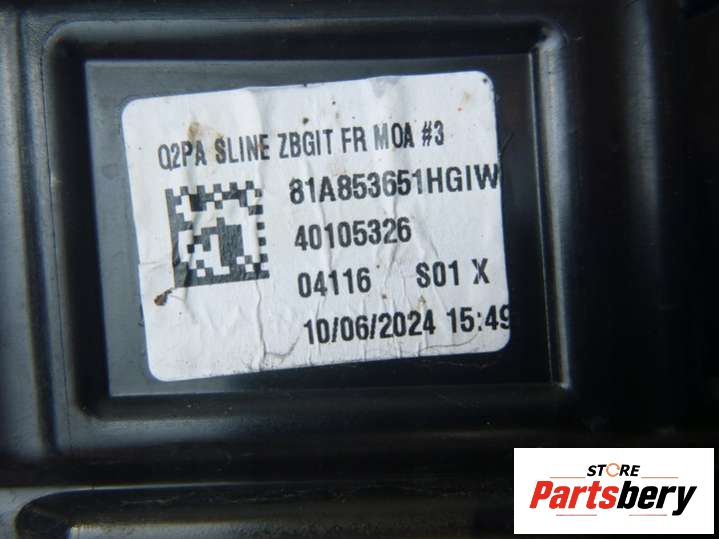 Q2PA SLINE ZBGIT FR MOA #3
81A853651HGIW
40105326
04116 S01 X
10/06/2024 15:49
STORE
Partsbery